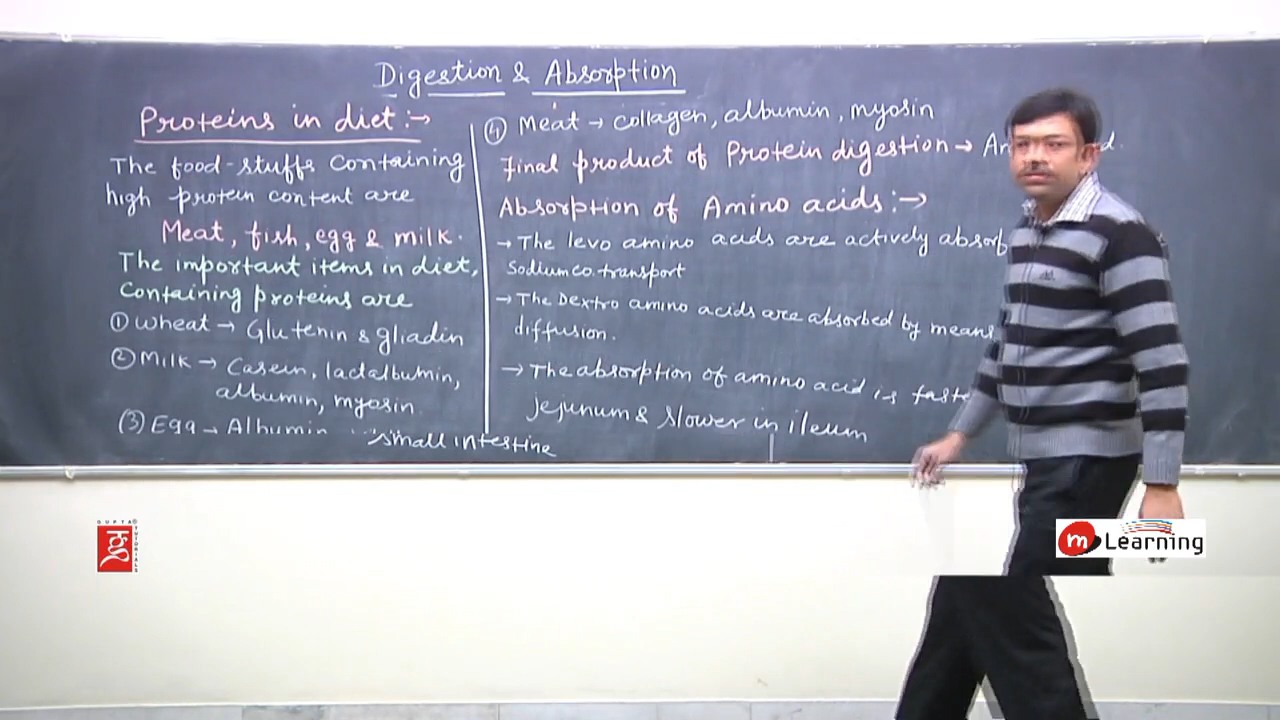 Digestion & Absorption
Proteins in diet :→
The food-stuffs Containing
high protein content are
Meat, fish, egg & milk.
The important items in diet,
Containing proteins are
① Wheat → Glutenin & gliadin
② Milk → Casein, lactalbumin,
albumin, myosin
(3) Egg → Albumin
small intestine
④ Meat → collagen, albumin, myosin
Final product of Protein digestion →
Absorption of Amino acids :→
→ The levo amino acids are actively
Sodium co. transport
→ The Dextro amino acids are absorbed by means
diffusion.
→ The absorption of amino acid is
jejunum & slower in ileum
GUPTA TUTORIALS
m Learning